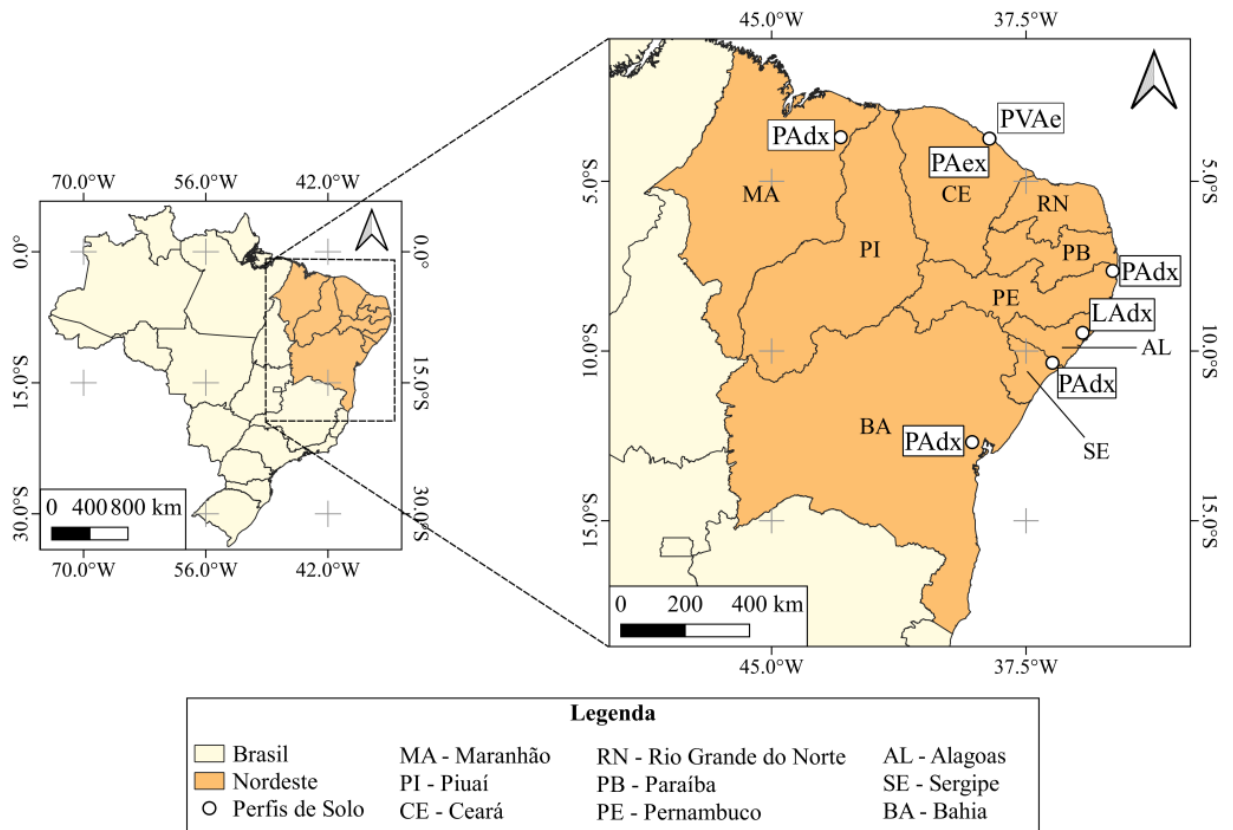 70.0°W 56.0°W 42.0°W
0.0°
15.0°S
30.0°S
0.0°
15.0°S
30.0°S
0 400 800 km
70.0°W 56.0°W 42.0°W
45.0°W 37.5°W
5.0°S
10.0°S
15.0°S
5.0°S
10.0°S
15.0°S
PVAe
PAdx
PAex
MA
CE
RN
PI
PB
PAdx
PE
LAdx
AL
PAdx
BA
PAdx
SE
0 200 400 km
45.0°W 37.5°W
Legenda
Brasil MA - Maranhão RN - Rio Grande do Norte AL - Alagoas
Nordeste PI - Piuaí PB - Paraíba SE - Sergipe
Perfis de Solo CE - Ceará PE - Pernambuco BA - Bahia